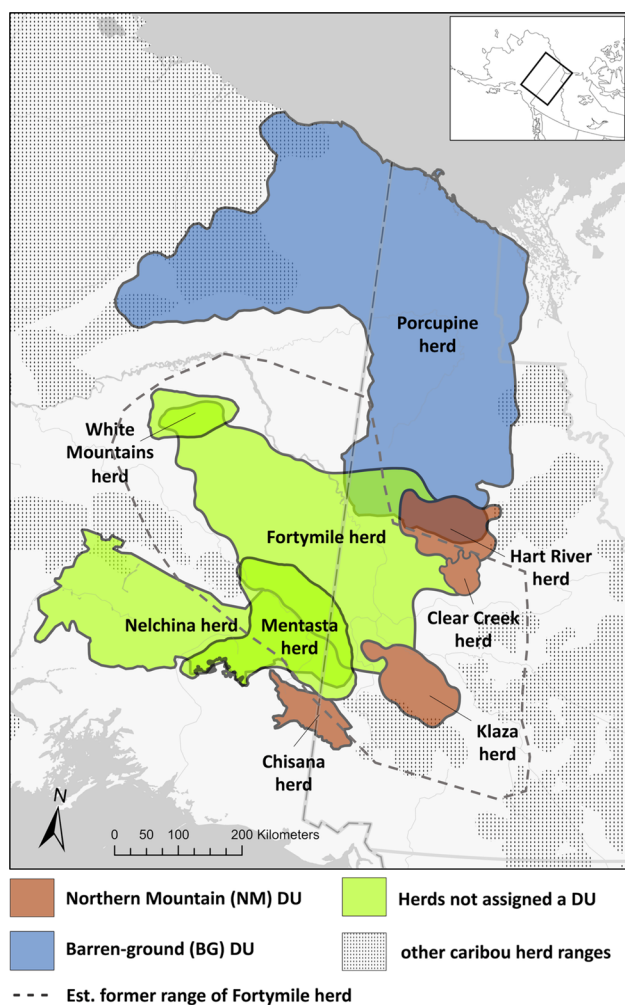 Porcupine
herd
White
Mountains
herd
Fortymile herd
Hart River
herd
Nelchina herd
Mentasta
herd
Clear Creek
herd
Klaza
herd
Chisana
herd
N
0 50 100 200 Kilometers
Northern Mountain (NM) DU
Herds not assigned a DU
Barren-ground (BG) DU
other caribou herd ranges
Est. former range of Fortymile herd